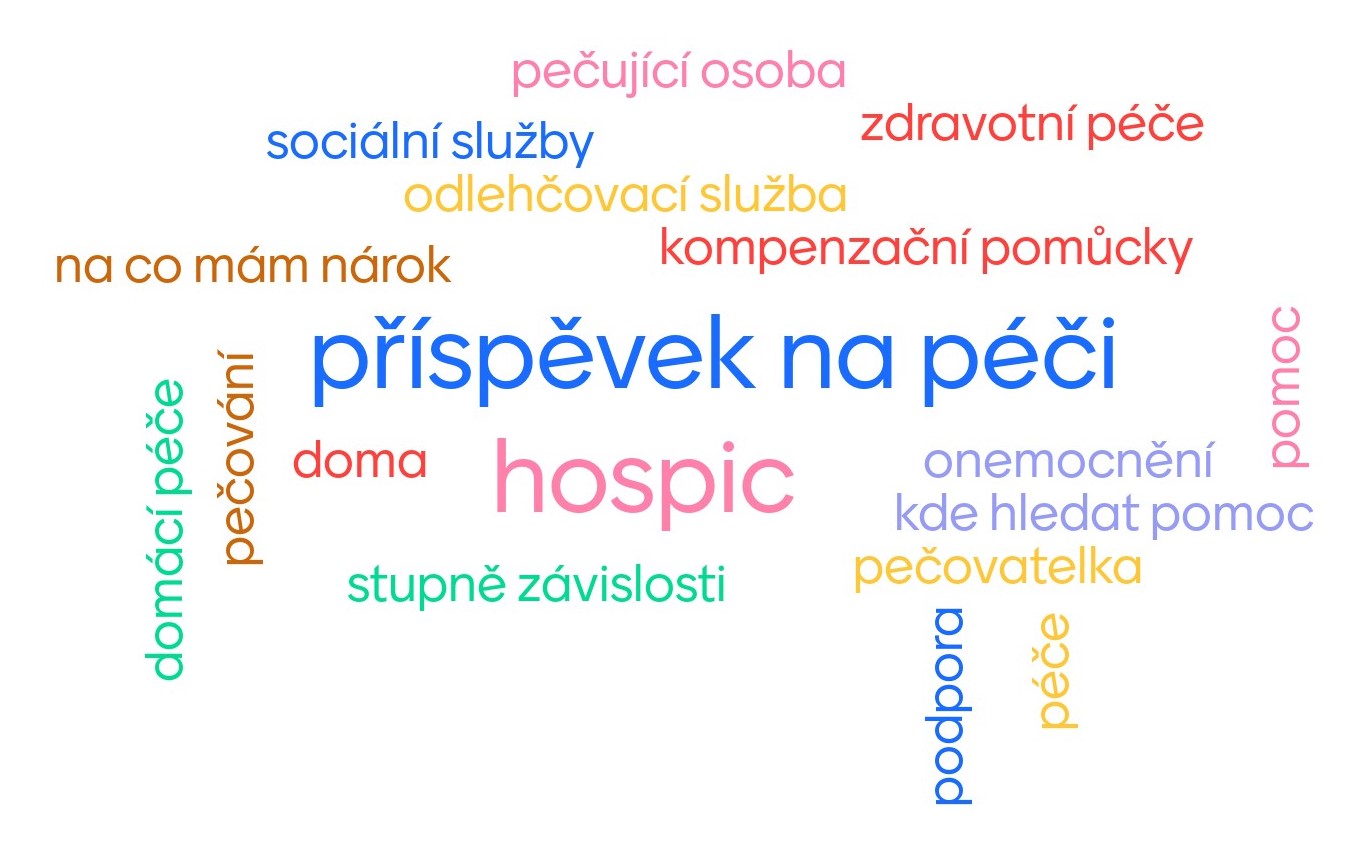 pečující osoba
zdravotní péče
sociální služby
odlehčovací služba
kompenzační pomůcky
na co mám nárok
příspěvek na péči
pomoc
domácí péče
pečování
doma
hospic
onemocnění
kde hledat pomoc
pečovatelka
stupně závislosti
podpora
péče